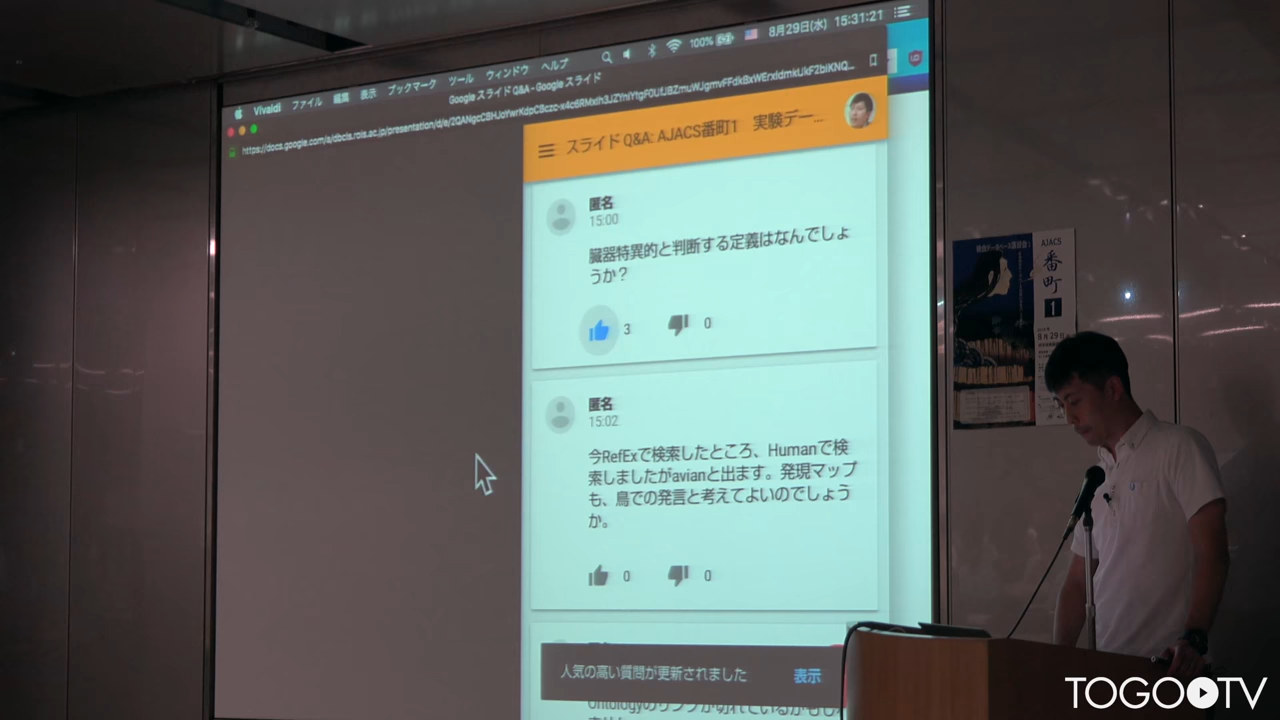 Vivaldi ファイル 編集 表示 ブックマーク ツール ウィンドウ ヘルプ 100% 8月29日(水) 15:31:21
Google スライド Q&A - Google スライド
スライド Q&A: AJACS番町1 実験デー...
匿名
15:00
臓器特異的と判断する定義はなんでしょ
うか?
3 0
匿名
15:02
今RefExで検索したところ、Humanで検
索しましたがavianと出ます。発現マップ
も、鳥での発言と考えてよいのでしょう
か。
0 0
人気の高い質問が更新されました 表示
AJACS
番町
1
TOGO TV